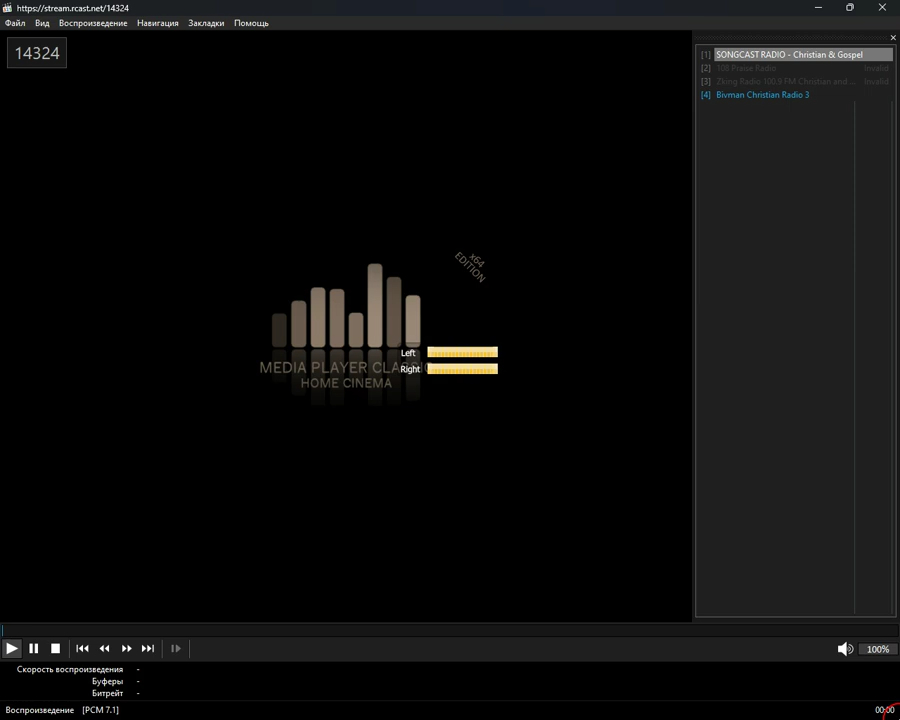 https://stream.rcast.net/14324
Файл Вид Воспроизведение Навигация Закладки Помощь
14324
[1] SONGCAST RADIO - Christian & Gospel
[2] 108 Praise Radio Invalid
[3] Zking Radio 100.9 FM Christian and ... Invalid
[4] Bivman Christian Radio 3
x64
EDITION
Left
MEDIA PLAYER CLASSIC
Right
HOME CINEMA
100%
Скорость воспроизведения -
Буферы -
Битрейт -
Воспроизведение [PCM 7.1] 00:00